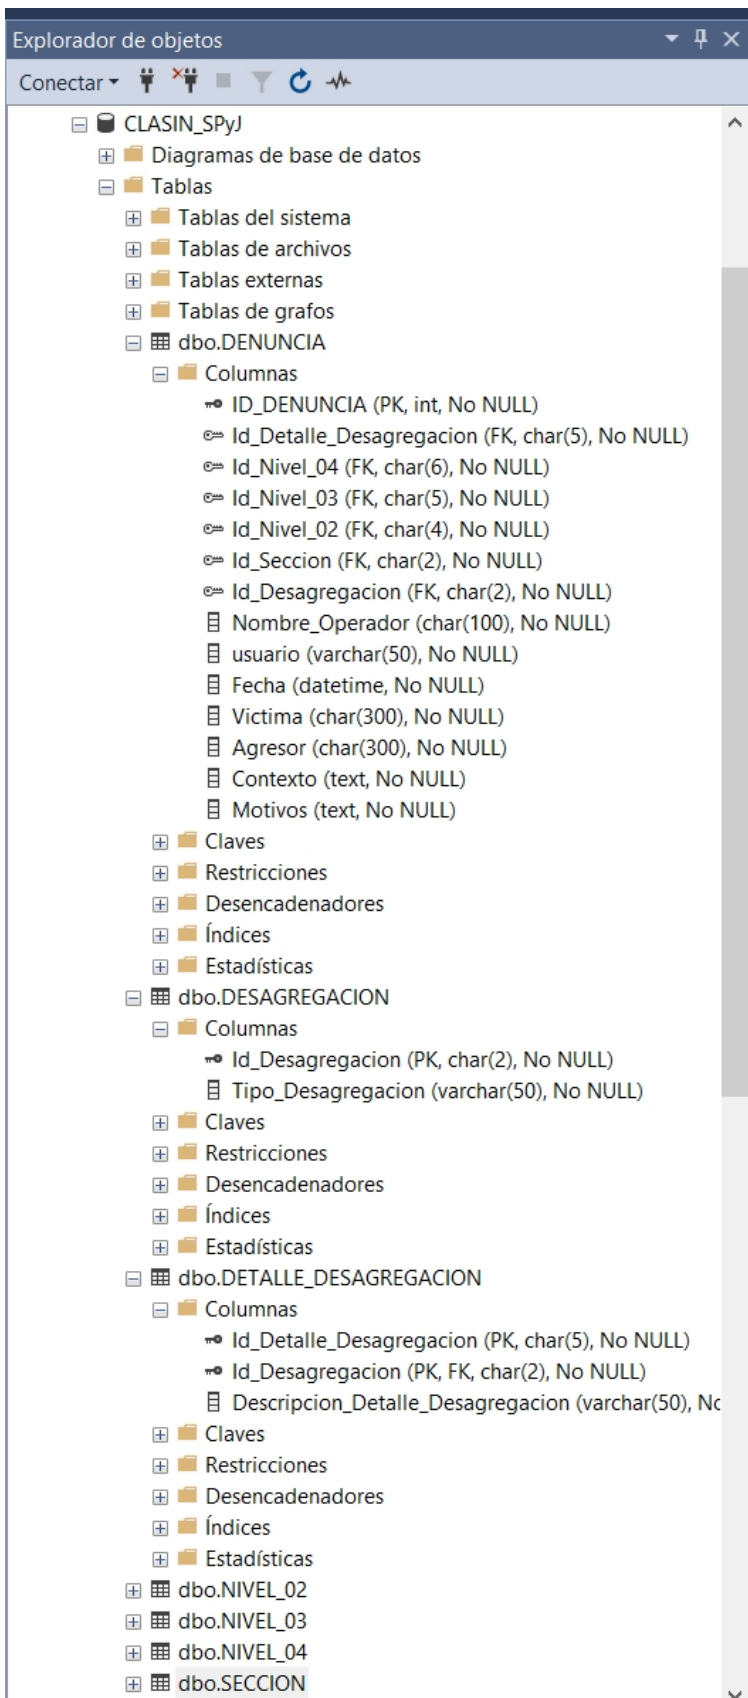 Explorador de objetos
Conectar
CLASIN_SPyJ
Diagramas de base de datos
Tablas
Tablas del sistema
Tablas de archivos
Tablas externas
Tablas de grafos
dbo.DENUNCIA
Columnas
ID_DENUNCIA (PK, int, No NULL)
Id_Detalle_Desagregacion (FK, char(5), No NULL)
Id_Nivel_04 (FK, char(6), No NULL)
Id_Nivel_03 (FK, char(5), No NULL)
Id_Nivel_02 (FK, char(4), No NULL)
Id_Seccion (FK, char(2), No NULL)
Id_Desagregacion (FK, char(2), No NULL)
Nombre_Operador (char(100), No NULL)
usuario (varchar(50), No NULL)
Fecha (datetime, No NULL)
Victima (char(300), No NULL)
Agresor (char(300), No NULL)
Contexto (text, No NULL)
Motivos (text, No NULL)
Claves
Restricciones
Desencadenadores
Índices
Estadísticas
dbo.DESAGREGACION
Columnas
Id_Desagregacion (PK, char(2), No NULL)
Tipo_Desagregacion (varchar(50), No NULL)
Claves
Restricciones
Desencadenadores
Índices
Estadísticas
dbo.DETALLE_DESAGREGACION
Columnas
Id_Detalle_Desagregacion (PK, char(5), No NULL)
Id_Desagregacion (PK, FK, char(2), No NULL)
Descripcion_Detalle_Desagregacion (varchar(50), No
Claves
Restricciones
Desencadenadores
Índices
Estadísticas
dbo.NIVEL_02
dbo.NIVEL_03
dbo.NIVEL_04
dbo.SECCION